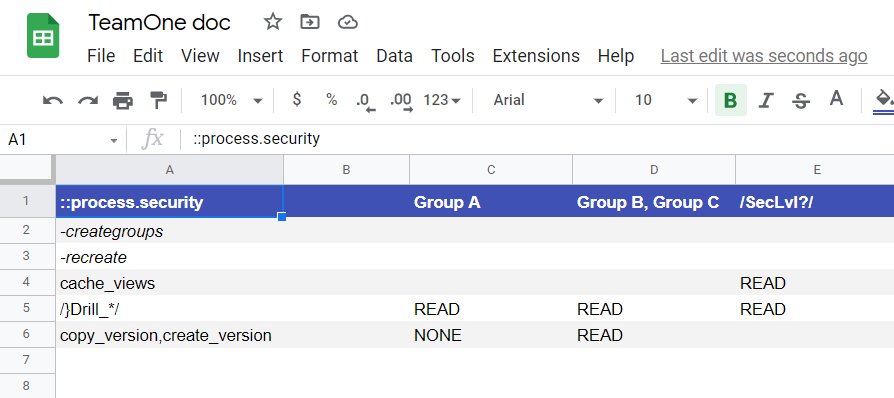 TeamOne doc
File Edit View Insert Format Data Tools Extensions Help Last edit was seconds ago
100% $ % .0 .00 123 Arial 10 B I S A
A1 fx ::process.security
A B C D E
1 ::process.security Group A Group B, Group C /SecLvl?/
2 -creategroups
3 -recreate
4 cache_views READ
5 /}Drill_*/ READ READ READ
6 copy_version,create_version NONE READ
7
8